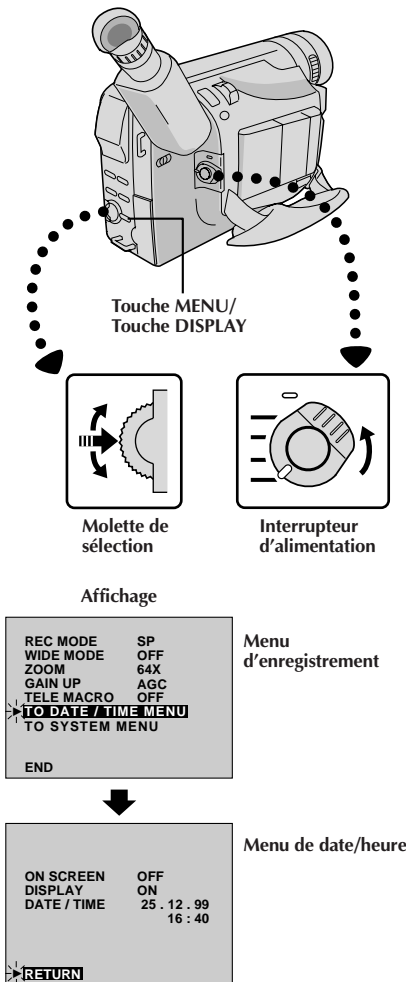 Touche MENU/
Touche DISPLAY
Molette de
sélection
Interrupteur
d'alimentation
Affichage
REC MODE SP
WIDE MODE OFF
ZOOM 64X
GAIN UP AGC
TELE MACRO OFF
TO DATE / TIME MENU
TO SYSTEM MENU
END
Menu
d'enregistrement
ON SCREEN OFF
DISPLAY ON
DATE / TIME 25 . 12 . 99
16 : 40
RETURN
Menu de date/heure